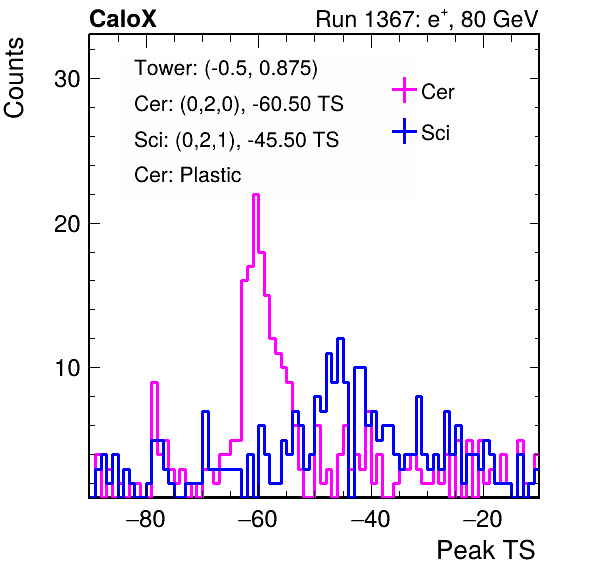 CaloX Run 1367: e+, 80 GeV
Counts
Tower: (-0.5, 0.875)
Cer: (0,2,0), -60.50 TS
Sci: (0,2,1), -45.50 TS
Cer: Plastic
Cer
Sci
30
20
10
−80 −60 −40 −20
Peak TS